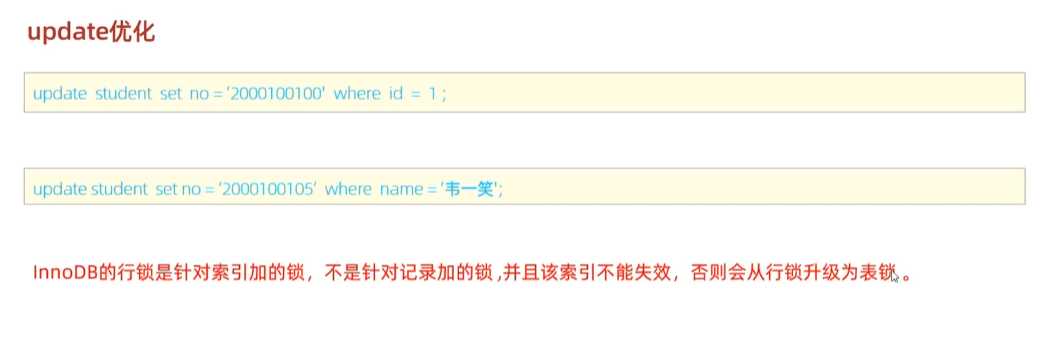 update优化
update student set no = '2000100100' where id = 1 ;
update student set no = '2000100105' where name = '韦一笑';
InnoDB的行锁是针对索引加的锁，不是针对记录加的锁 ,并且该索引不能失效，否则会从行锁升级为表锁 。